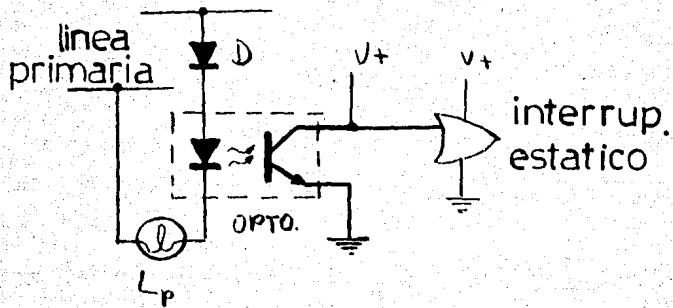 linea
primaria
D
V+
V+
interrup.
estatico
OPTO.
Lp